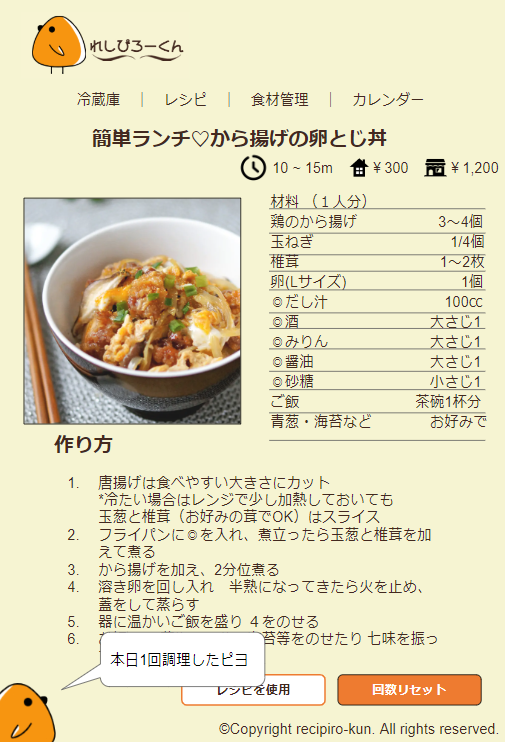 れしぴろーくん
冷蔵庫 | レシピ | 食材管理 | カレンダー
簡単ランチ♡から揚げの卵とじ丼
10 ~ 15m ￥300 ￥1,200
材料 （１人分）
鶏のから揚げ 3～4個
玉ねぎ 1/4個
椎茸 1～2枚
卵(Lサイズ) 1個
◎だし汁 100cc
◎酒 大さじ1
◎みりん 大さじ1
◎醤油 大さじ1
◎砂糖 小さじ1
ご飯 茶碗1杯分
青葱・海苔など お好みで
作り方
1. 唐揚げは食べやすい大きさにカット
*冷たい場合はレンジで少し加熱しておいても
玉葱と椎茸（お好みの茸でOK）はスライス
2. フライパンに◎を入れ、煮立ったら玉葱と椎茸を加
えて煮る
3. から揚げを加え、2分位煮る
4. 溶き卵を回し入れ　半熟になってきたら火を止め、
蓋をして蒸らす
5. 器に温かいご飯を盛り ４をのせる
6. 苔等をのせたり 七味を振っ
本日1回調理したピヨ
レシピを使用
回数リセット
©Copyright recipiro-kun. All rights reserved.